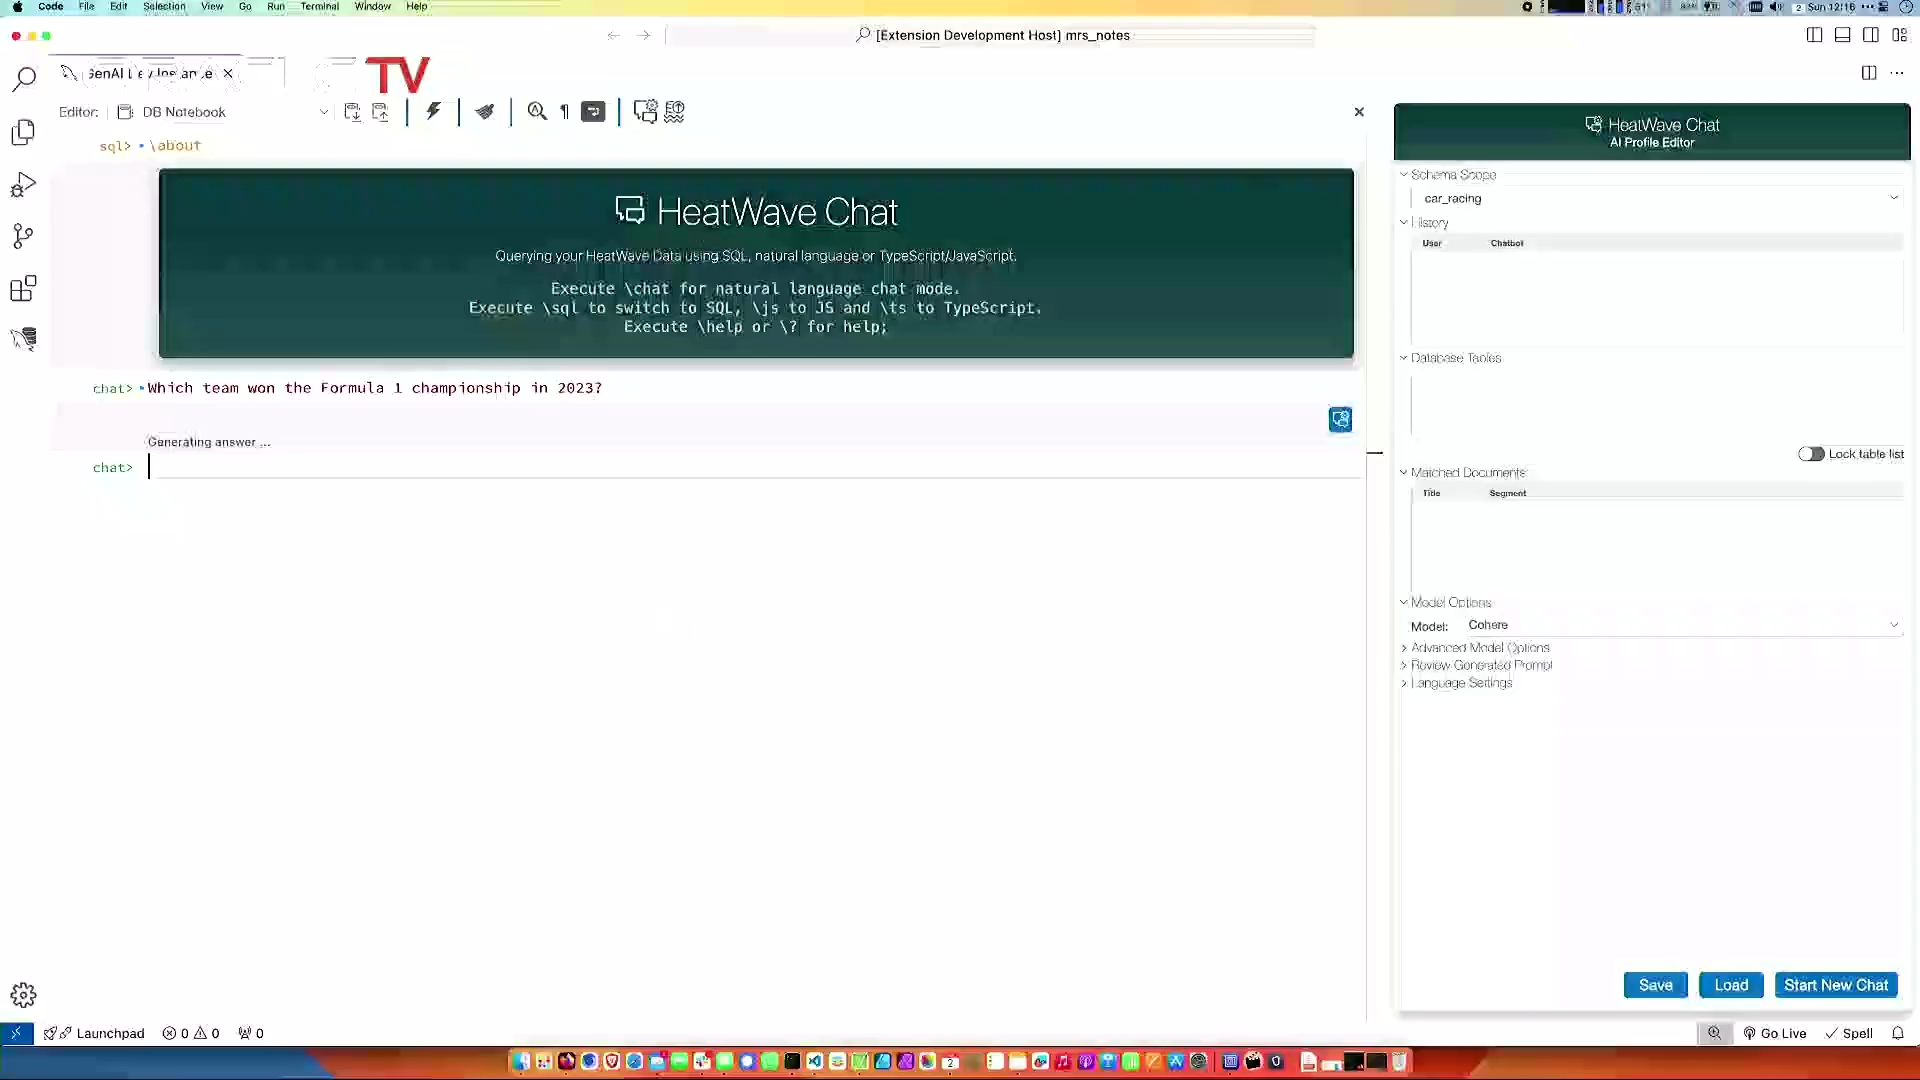 Code File Edit Selection View Go Run Terminal Window Help
Sun 12:16
[Extension Development Host] mrs_notes
TV
Editor: DB Notebook
sql> \about
HeatWave Chat
Querying your HeatWave Data using SQL, natural language or TypeScript/JavaScript.
Execute \chat for natural language chat mode.
Execute \sql to switch to SQL, \js to JS and \ts to TypeScript.
Execute \help or \? for help;
chat> Which team won the Formula 1 championship in 2023?
Generating answer ...
chat>
HeatWave Chat
AI Profile Editor
Schema Scope
car_racing
History
User Chatbot
Database Tables
Lock table list
Matched Documents
Title Segment
Model Options
Model: Cohere
Advanced Model Options
Review Generated Prompt
Language Settings
Save Load Start New Chat
Launchpad 0 0 0
Go Live Spell